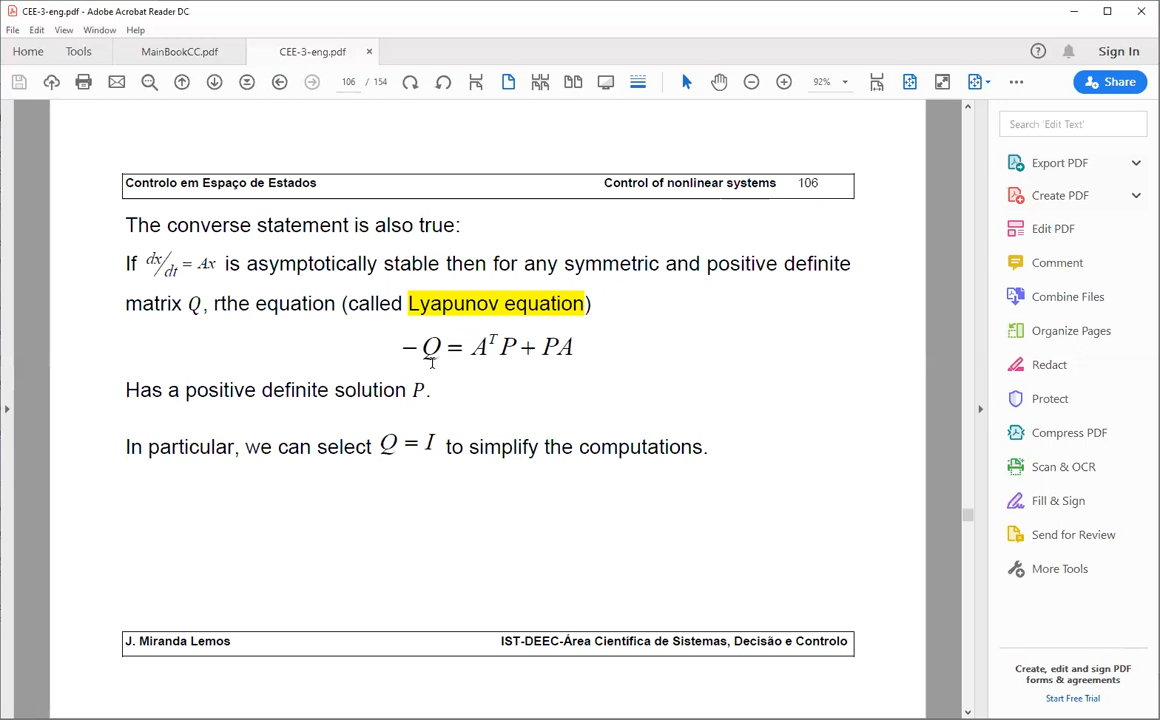 CEE-3-eng.pdf - Adobe Acrobat Reader DC
File Edit View Window Help
Home Tools MainBookCC.pdf CEE-3-eng.pdf × Sign In
106 / 154 92% Share
Search 'Edit Text'
Export PDF
Create PDF
Edit PDF
Comment
Combine Files
Organize Pages
Redact
Protect
Compress PDF
Scan & OCR
Fill & Sign
Send for Review
More Tools
Create, edit and sign PDF
forms & agreements
Start Free Trial
Controlo em Espaço de Estados Control of nonlinear systems 106
The converse statement is also true:
If dx/dt = Ax is asymptotically stable then for any symmetric and positive definite
matrix Q, rthe equation (called Lyapunov equation)
−Q = A^T P + PA
Has a positive definite solution P.
In particular, we can select Q = I to simplify the computations.
J. Miranda Lemos IST-DEEC-Área Científica de Sistemas, Decisão e Controlo